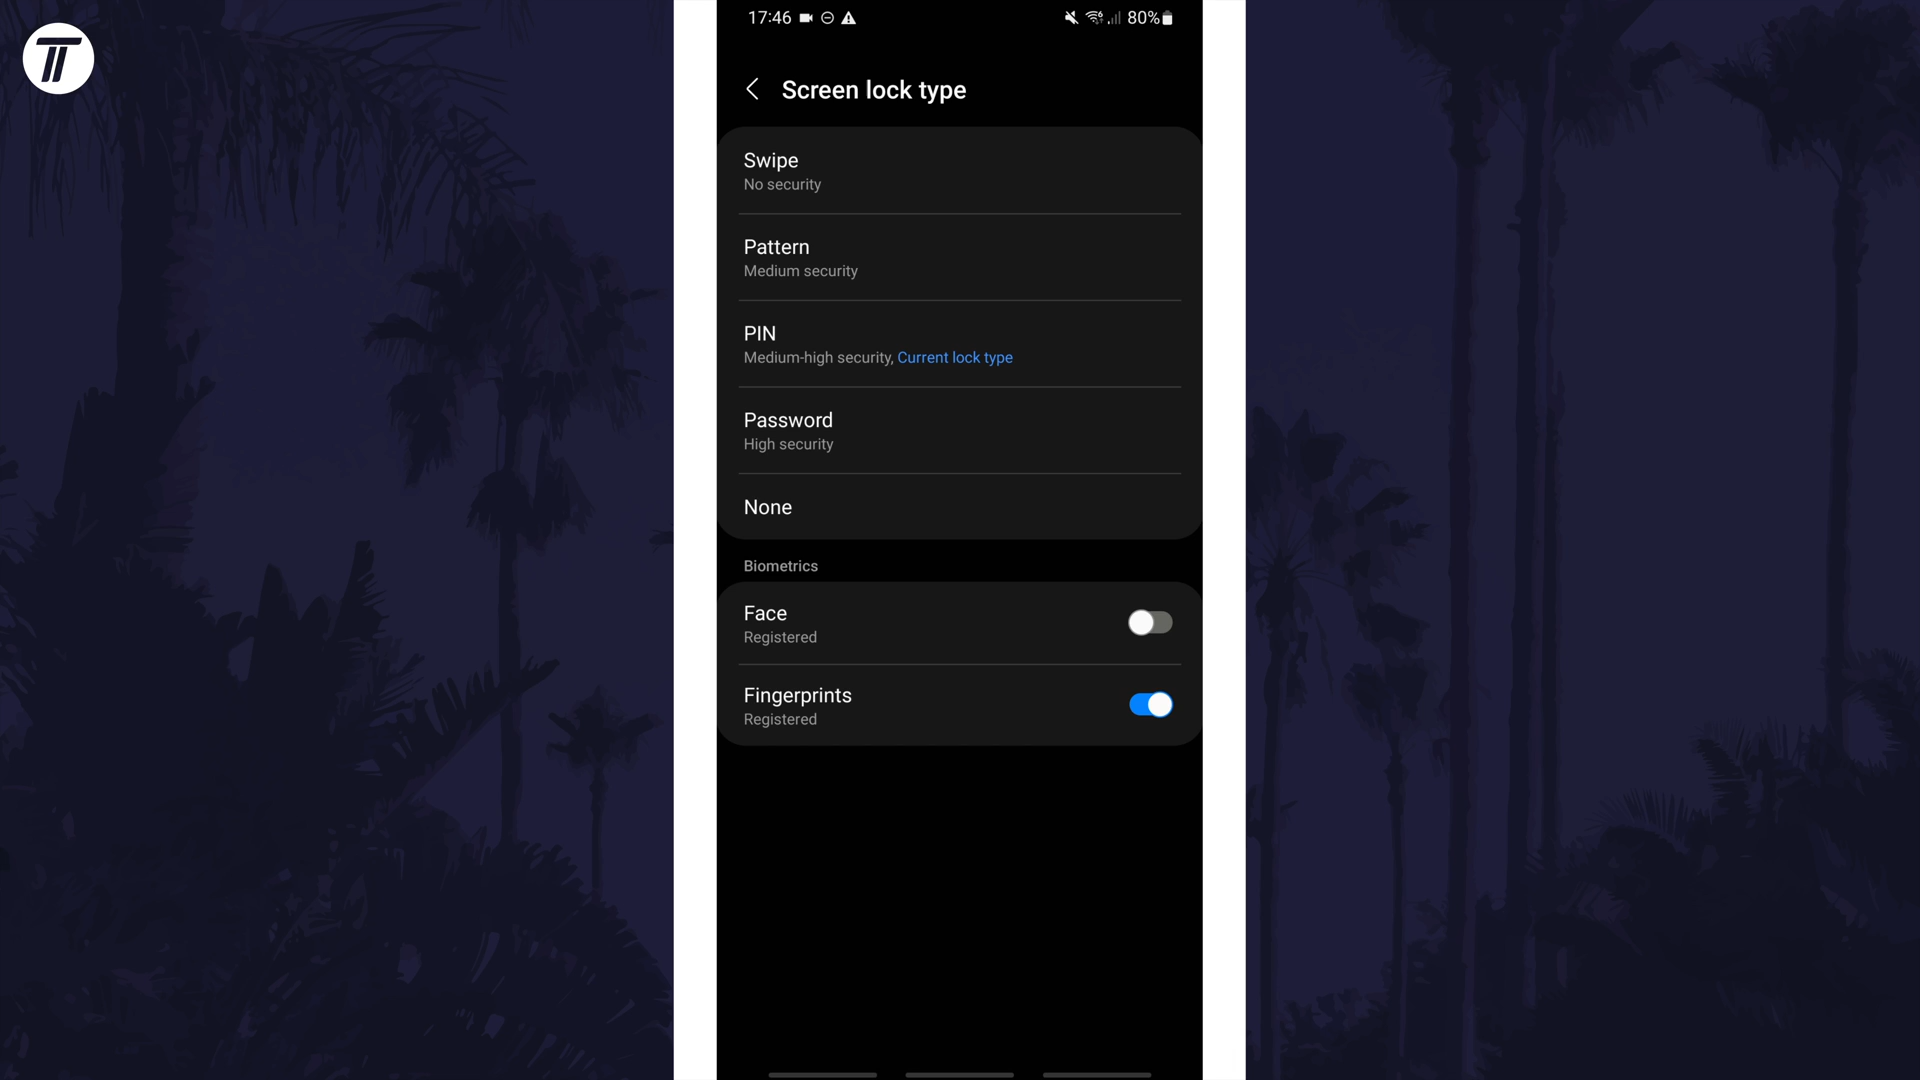 17:46
80%
Screen lock type
Swipe
No security
Pattern
Medium security
PIN
Medium-high security, Current lock type
Password
High security
None
Biometrics
Face
Registered
Fingerprints
Registered